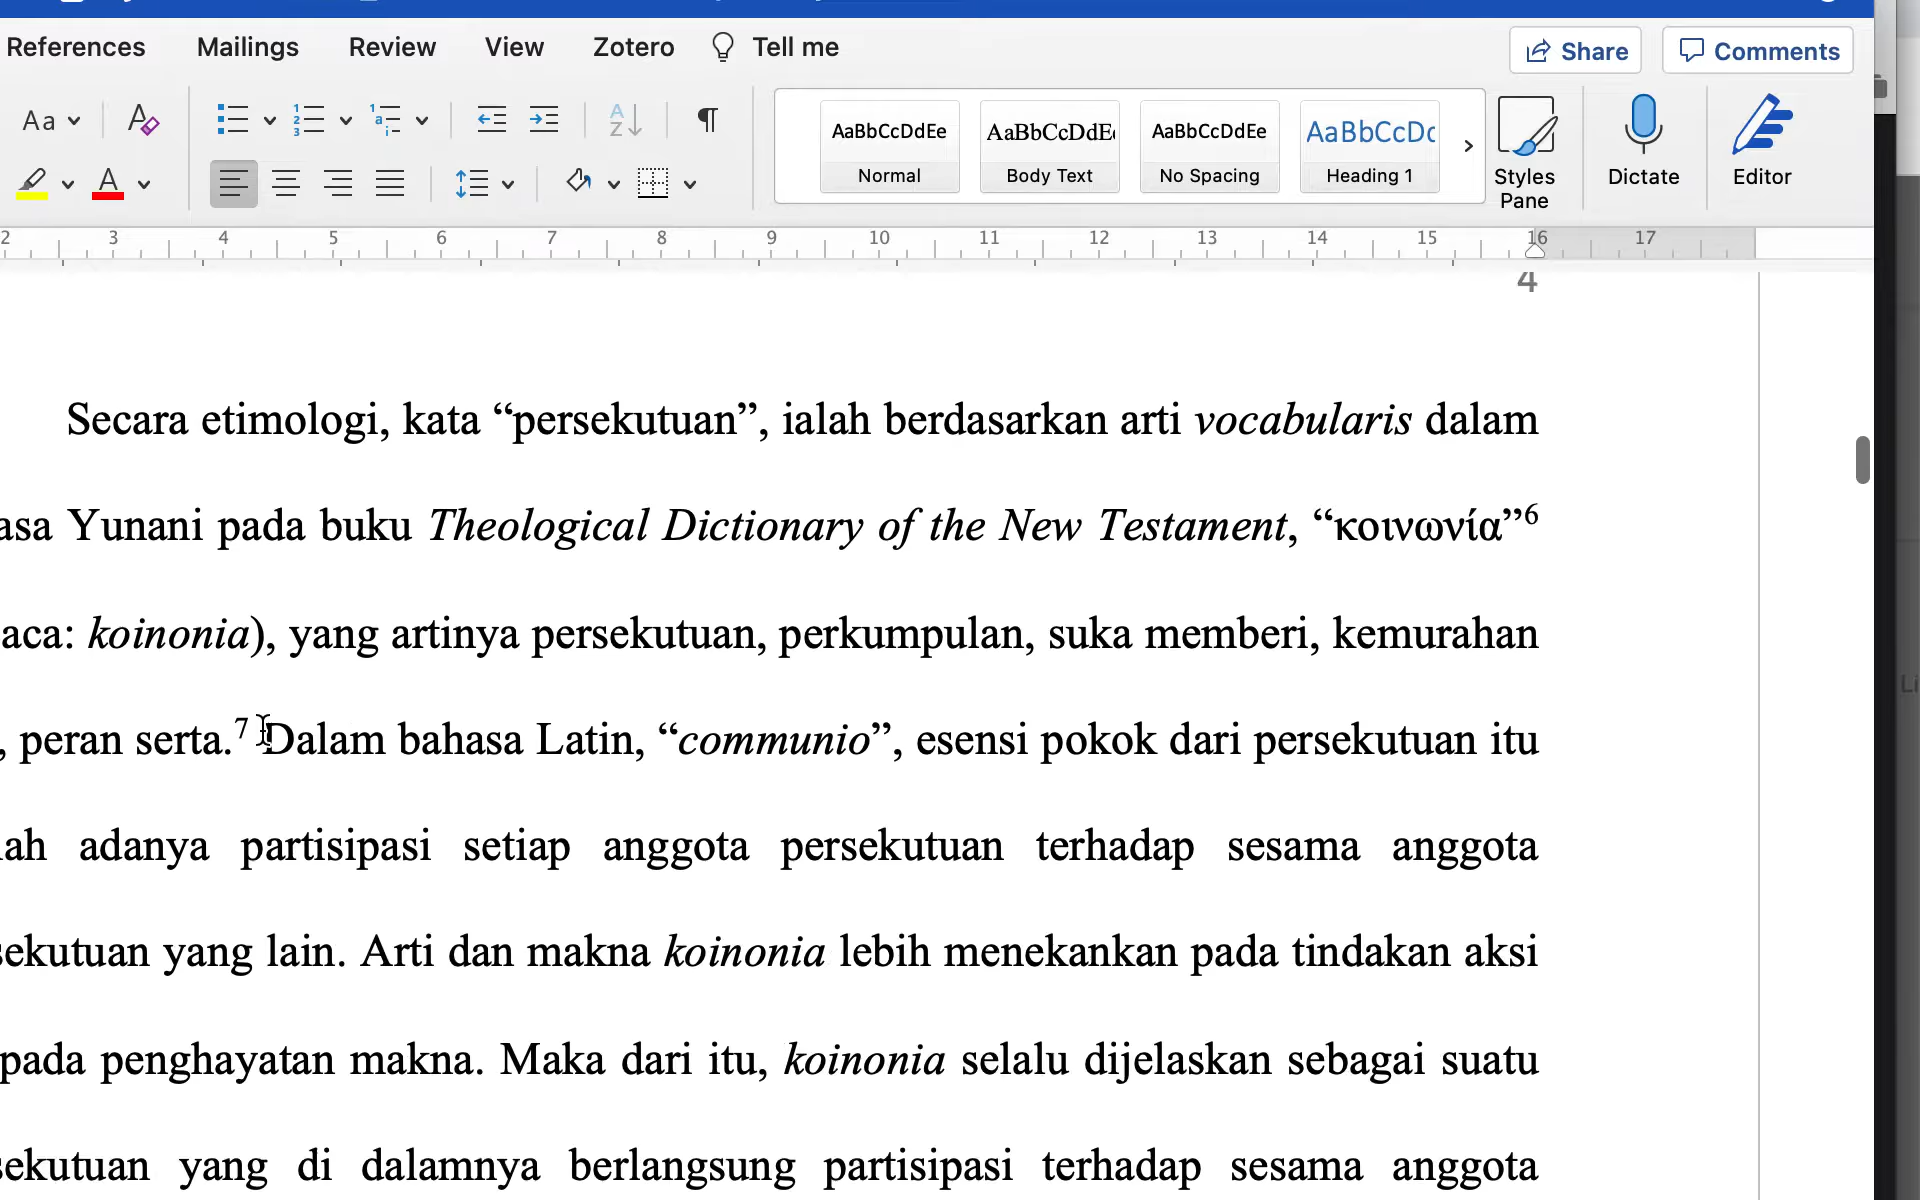 References Mailings Review View Zotero Tell me Share Comments
Aa AaBbCcDdEe AaBbCcDdE AaBbCcDdEe AaBbCcDc
Normal Body Text No Spacing Heading 1 Styles Pane Dictate Editor
2 3 4 5 6 7 8 9 10 11 12 13 14 15 16 17
4
Secara etimologi, kata “persekutuan”, ialah berdasarkan arti vocabularis dalam
asa Yunani pada buku Theological Dictionary of the New Testament, “κοινωνία”6
aca: koinonia), yang artinya persekutuan, perkumpulan, suka memberi, kemurahan
, peran serta.7 Dalam bahasa Latin, “communio”, esensi pokok dari persekutuan itu
lah adanya partisipasi setiap anggota persekutuan terhadap sesama anggota
sekutuan yang lain. Arti dan makna koinonia lebih menekankan pada tindakan aksi
pada penghayatan makna. Maka dari itu, koinonia selalu dijelaskan sebagai suatu
sekutuan yang di dalamnya berlangsung partisipasi terhadap sesama anggota